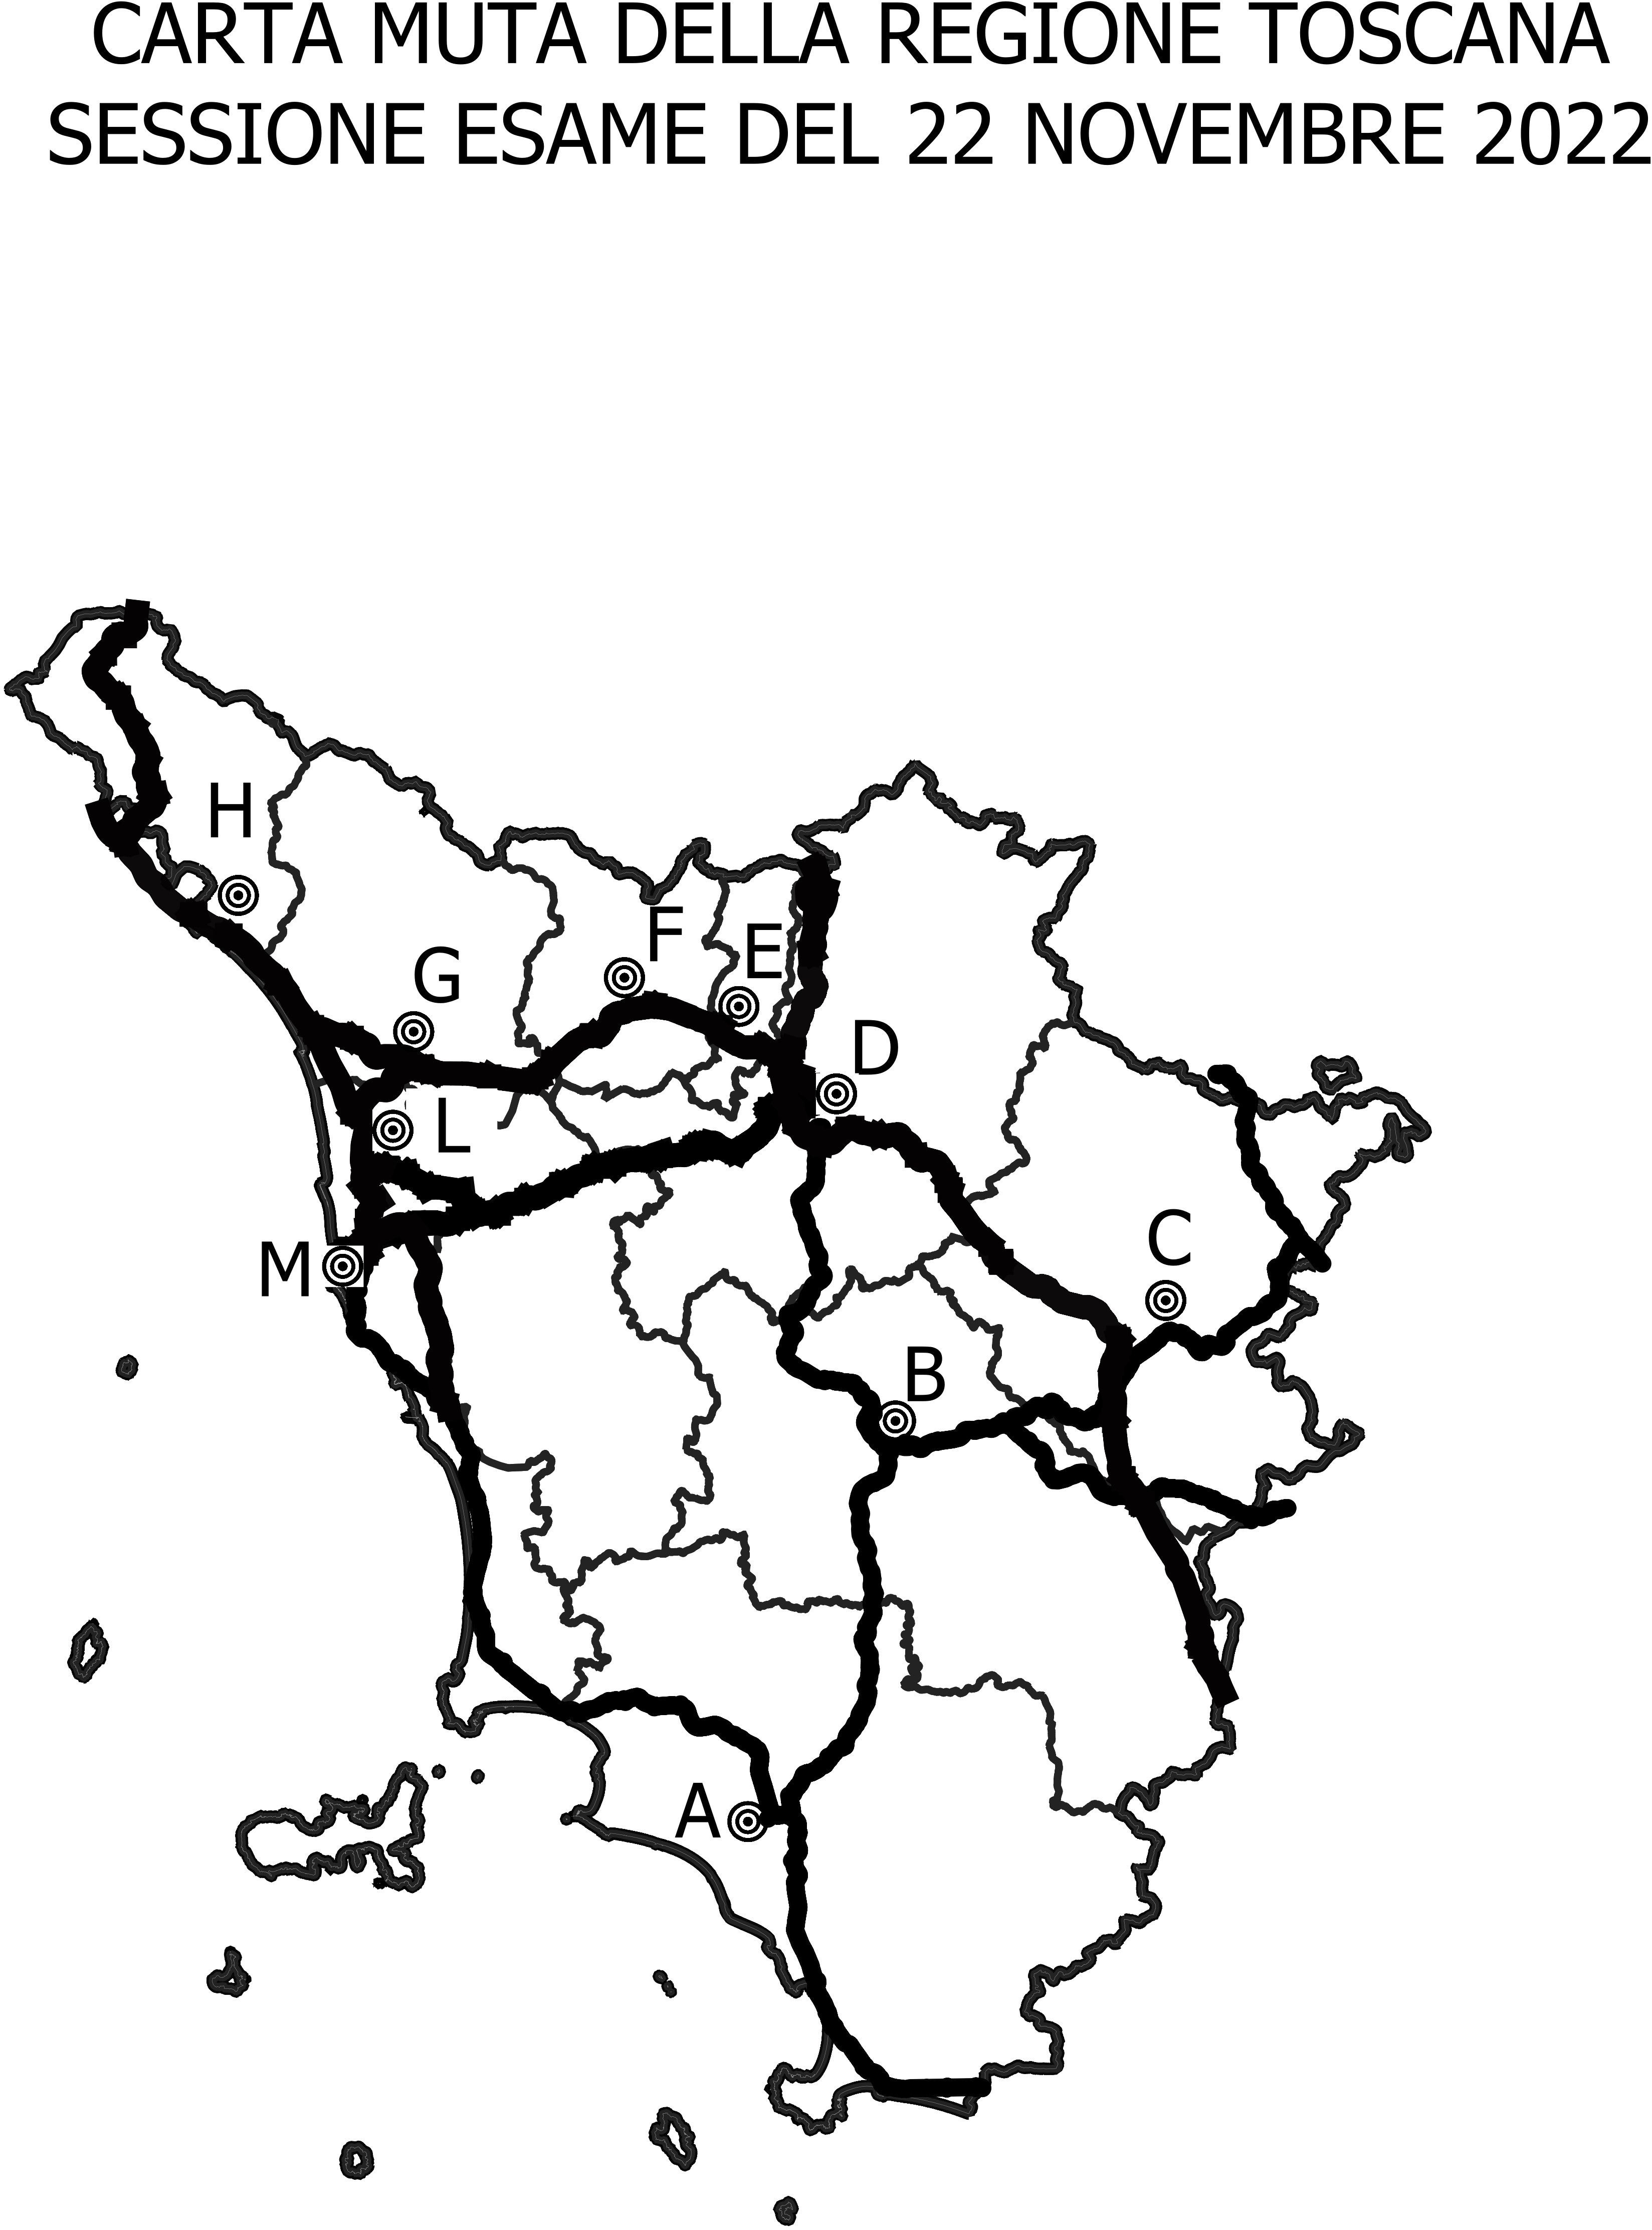 CARTA MUTA DELLA REGIONE TOSCANA
SESSIONE ESAME DEL 22 NOVEMBRE 2022
H
F
E
G
D
L
C
M
B
A